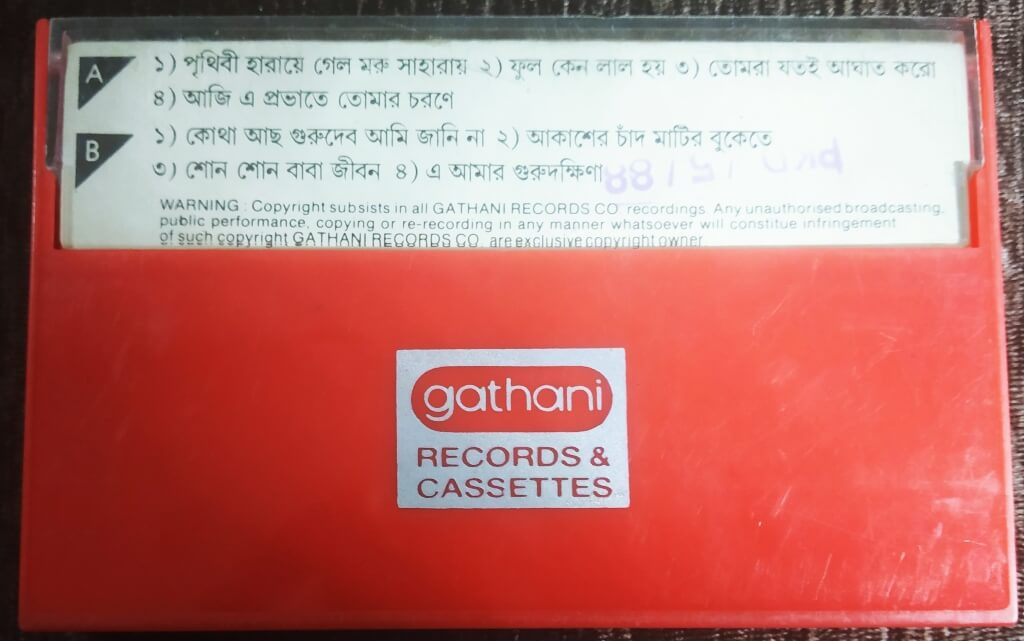 A ১) পৃথিবী হারায়ে গেল মরু সাহারায় ২) ফুল কেন লাল হয় ৩) তোমরা যতই আঘাত করো
৪) আজি এ প্রভাতে তোমার চরণে
B ১) কোথা আছ গুরুদেব আমি জানি না ২) আকাশের চাঁদ মাটির বুকেতে
৩) শোন শোন বাবা জীবন ৪) এ আমার গুরুদক্ষিণা
WARNING : Copyright subsists in all GATHANI RECORDS CO. recordings. Any unauthorised broadcasting,
public performance, copying or re-recording in any manner whatsoever will constitue infringement
of such copyright GATHANI RECORDS CO. are exclusive copyright owner.
gathani
RECORDS &
CASSETTES